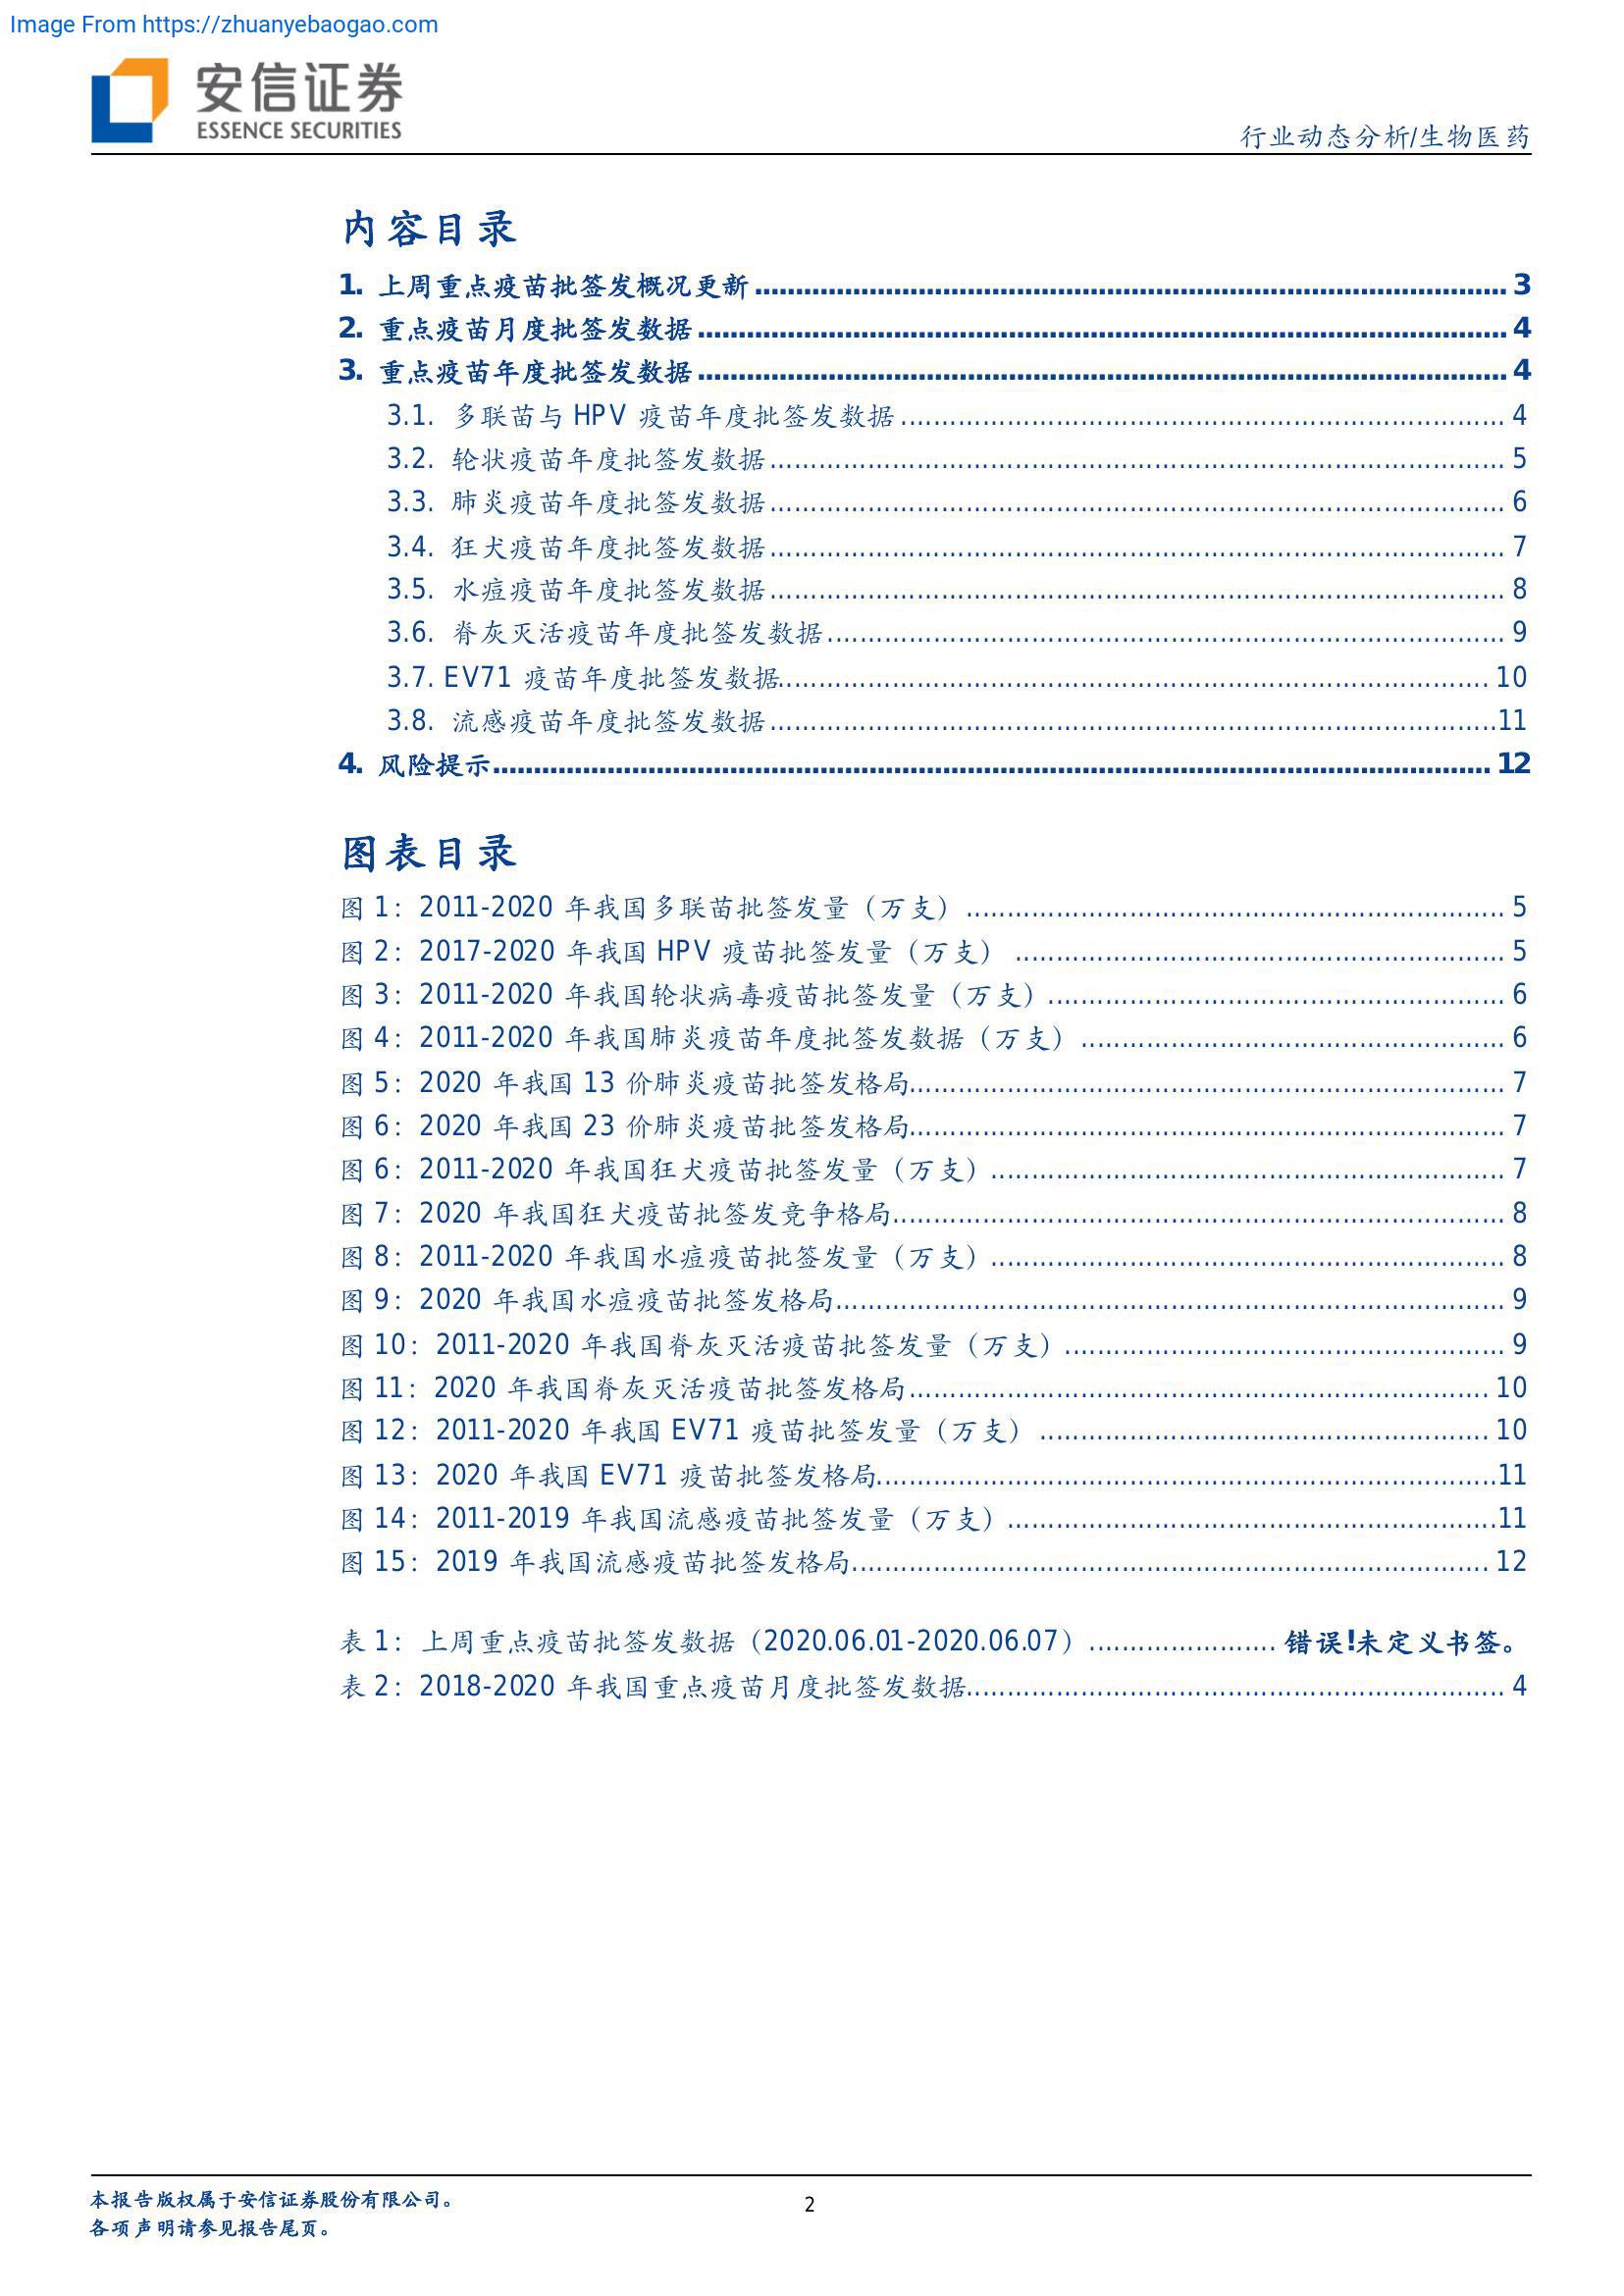 Image From https://zhuanyebaogao.com
安信证券
ESSENCE SECURITIES
行业动态分析/生物医药
内容目录
1. 上周重点疫苗批签发概况更新 3
2. 重点疫苗月度批签发数据 4
3. 重点疫苗年度批签发数据 4
3.1. 多联苗与 HPV 疫苗年度批签发数据 4
3.2. 轮状疫苗年度批签发数据 5
3.3. 肺炎疫苗年度批签发数据 6
3.4. 狂犬疫苗年度批签发数据 7
3.5. 水痘疫苗年度批签发数据 8
3.6. 脊灰灭活疫苗年度批签发数据 9
3.7. EV71 疫苗年度批签发数据 10
3.8. 流感疫苗年度批签发数据 11
4. 风险提示 12
图表目录
图 1：2011-2020 年我国多联苗批签发量（万支） 5
图 2：2017-2020 年我国 HPV 疫苗批签发量（万支） 5
图 3：2011-2020 年我国轮状病毒疫苗批签发量（万支） 6
图 4：2011-2020 年我国肺炎疫苗年度批签发数据（万支） 6
图 5：2020 年我国 13 价肺炎疫苗批签发格局 7
图 6：2020 年我国 23 价肺炎疫苗批签发格局 7
图 6：2011-2020 年我国狂犬疫苗批签发量（万支） 7
图 7：2020 年我国狂犬疫苗批签发竞争格局 8
图 8：2011-2020 年我国水痘疫苗批签发量（万支） 8
图 9：2020 年我国水痘疫苗批签发格局 9
图 10：2011-2020 年我国脊灰灭活疫苗批签发量（万支） 9
图 11：2020 年我国脊灰灭活疫苗批签发格局 10
图 12：2011-2020 年我国 EV71 疫苗批签发量（万支） 10
图 13：2020 年我国 EV71 疫苗批签发格局 11
图 14：2011-2019 年我国流感疫苗批签发量（万支） 11
图 15：2019 年我国流感疫苗批签发格局 12
表 1：上周重点疫苗批签发数据（2020.06.01-2020.06.07） 错误!未定义书签。
表 2：2018-2020 年我国重点疫苗月度批签发数据 4
本报告版权属于安信证券股份有限公司。
2
各项声明请参见报告尾页。